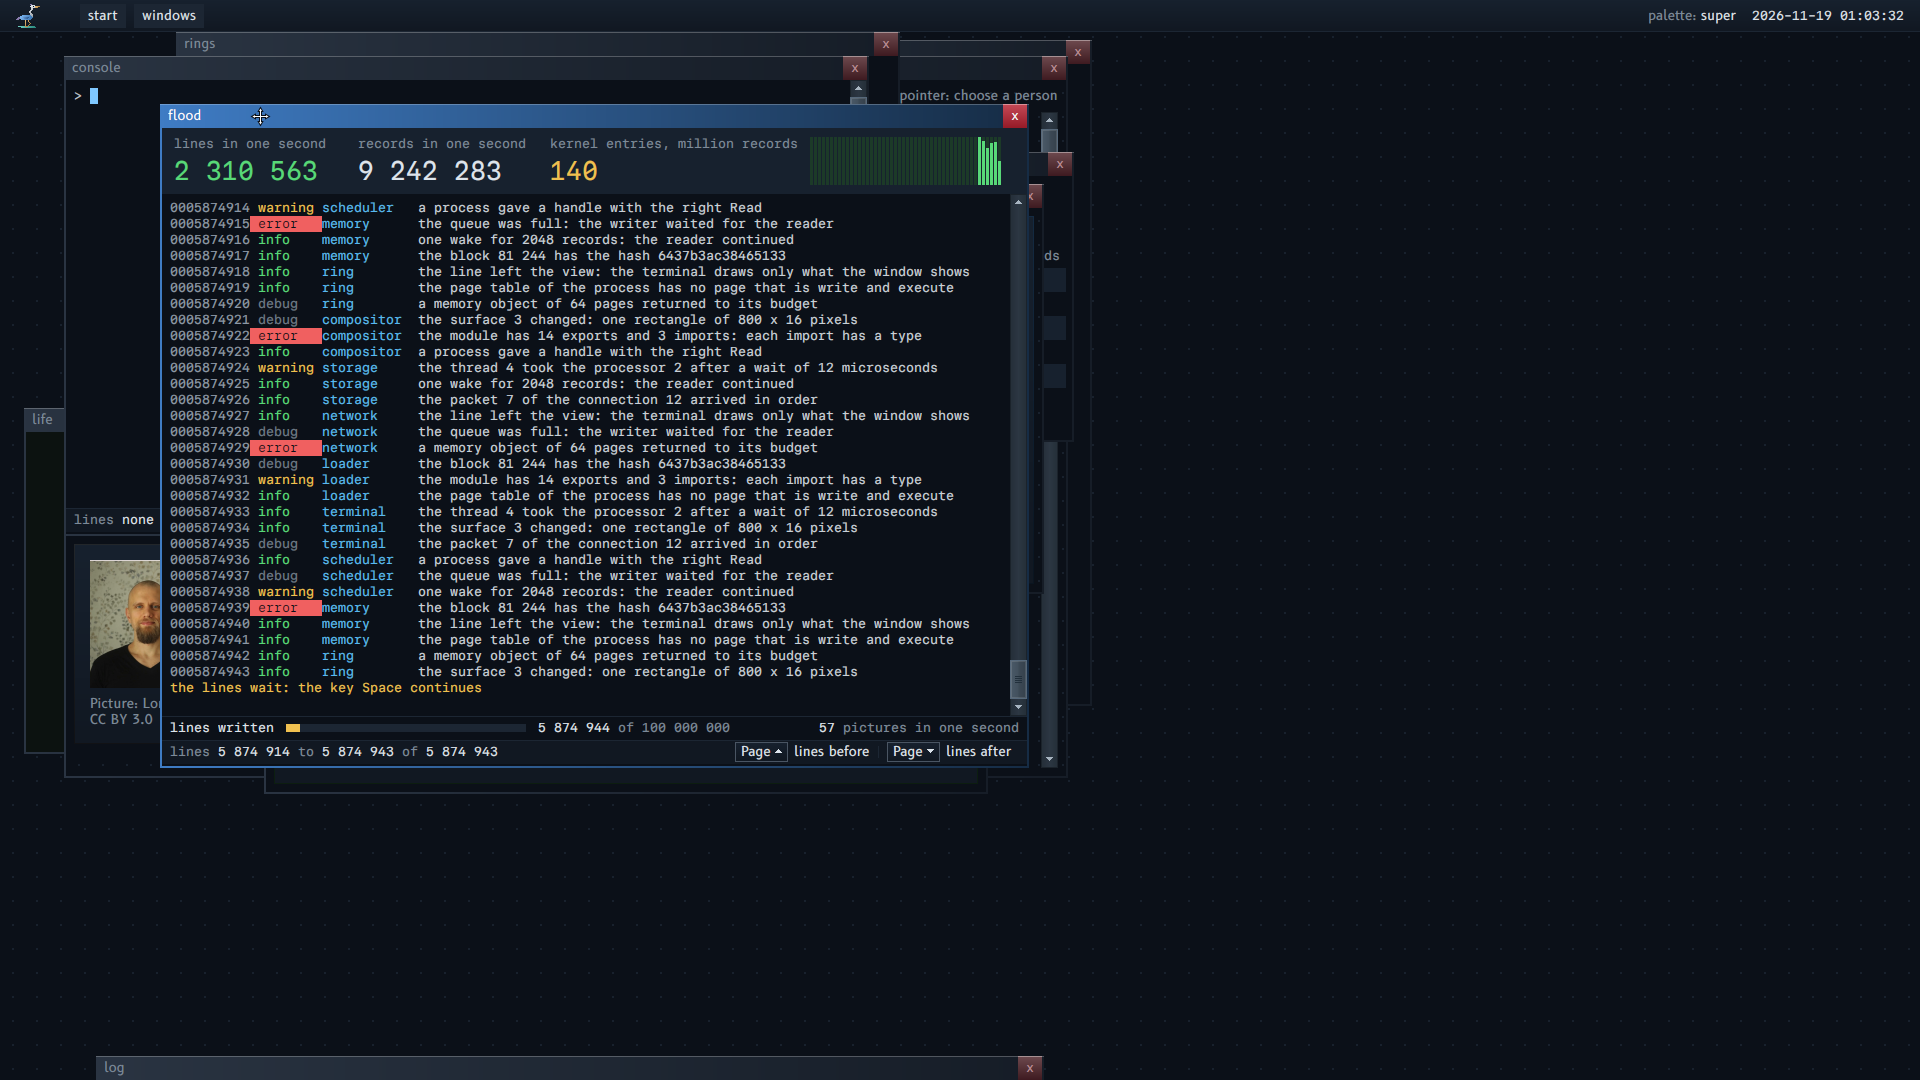 start windows palette: super 2026-11-19 01:03:32
rings x
x
console x
x
> 
pointer: choose a person
flood x
lines in one second records in one second kernel entries, million records
2 310 563 9 242 283 140
x
x
0005874914 warning scheduler a process gave a handle with the right Read
0005874915 error memory the queue was full: the writer waited for the reader
0005874916 info memory one wake for 2048 records: the reader continued
0005874917 info memory the block 81 244 has the hash 6437b3ac38465133
ds
0005874918 info ring the line left the view: the terminal draws only what the window shows
0005874919 info ring the page table of the process has no page that is write and execute
0005874920 debug ring a memory object of 64 pages returned to its budget
0005874921 debug compositor the surface 3 changed: one rectangle of 800 x 16 pixels
0005874922 error compositor the module has 14 exports and 3 imports: each import has a type
0005874923 info compositor a process gave a handle with the right Read
0005874924 warning storage the thread 4 took the processor 2 after a wait of 12 microseconds
0005874925 info storage one wake for 2048 records: the reader continued
0005874926 info storage the packet 7 of the connection 12 arrived in order
0005874927 info network the line left the view: the terminal draws only what the window shows
life
0005874928 debug network the queue was full: the writer waited for the reader
0005874929 error network a memory object of 64 pages returned to its budget
0005874930 debug loader the block 81 244 has the hash 6437b3ac38465133
0005874931 warning loader the module has 14 exports and 3 imports: each import has a type
0005874932 info loader the page table of the process has no page that is write and execute
0005874933 info terminal the thread 4 took the processor 2 after a wait of 12 microseconds
lines none
0005874934 info terminal the surface 3 changed: one rectangle of 800 x 16 pixels
0005874935 debug terminal the packet 7 of the connection 12 arrived in order
0005874936 info scheduler a process gave a handle with the right Read
0005874937 debug scheduler the queue was full: the writer waited for the reader
0005874938 warning scheduler one wake for 2048 records: the reader continued
0005874939 error memory the block 81 244 has the hash 6437b3ac38465133
0005874940 info memory the line left the view: the terminal draws only what the window shows
0005874941 info memory the page table of the process has no page that is write and execute
0005874942 info ring a memory object of 64 pages returned to its budget
0005874943 info ring the surface 3 changed: one rectangle of 800 x 16 pixels
the lines wait: the key Space continues
Picture: Lo
CC BY 3.0
lines written 5 874 944 of 100 000 000 57 pictures in one second
lines 5 874 914 to 5 874 943 of 5 874 943 Page lines before Page lines after
log x